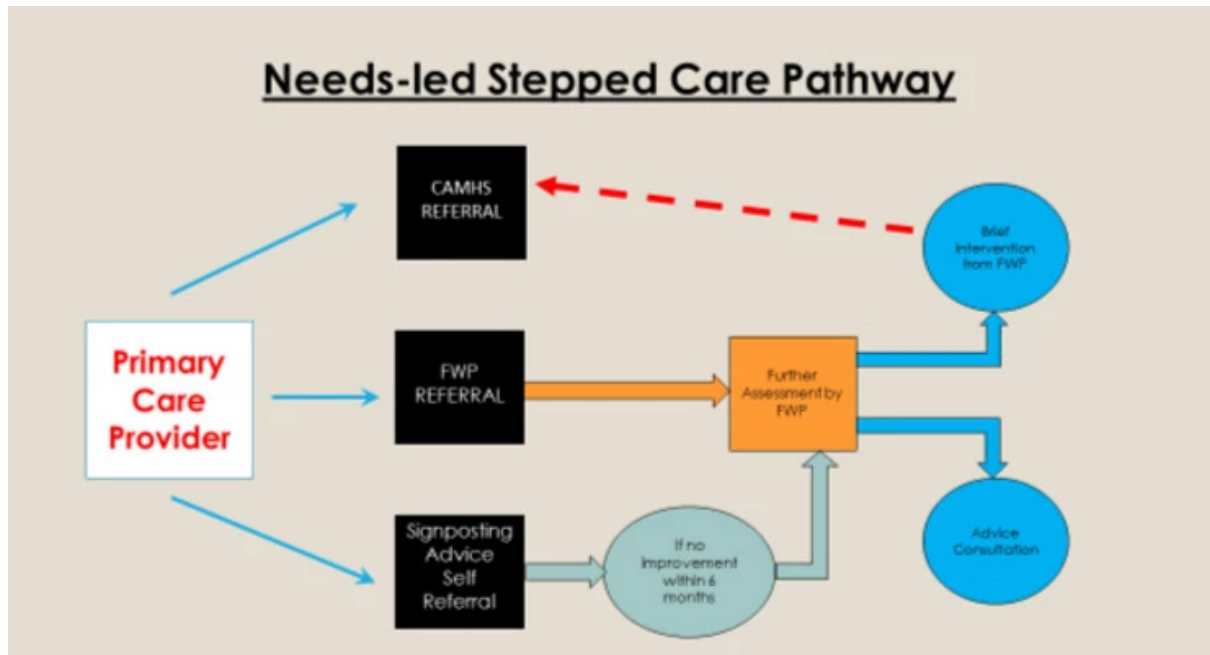 Needs-led Stepped Care Pathway
CAMHS
REFERRAL
Brief
Intervention
from FWP
Primary
Care
Provider
FWP
REFERRAL
Further
Assessment by
FWP
Signposting
Advice
Self
Referral
If no
improvement
within 6
months
Advice
Consultation